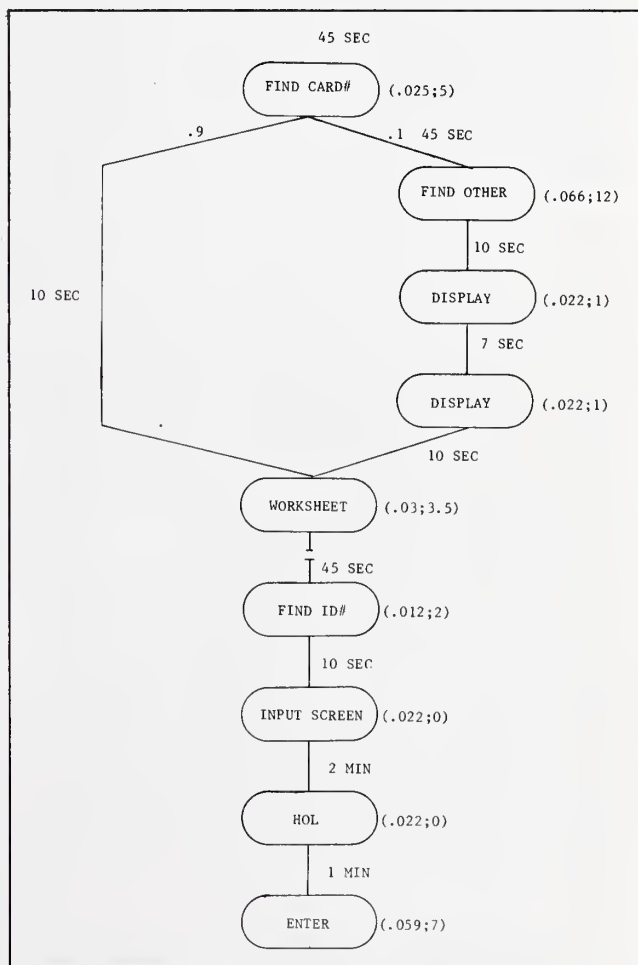 45 SEC
FIND CARD# (.025;5)
.9 .1 45 SEC
FIND OTHER (.066;12)
10 SEC
10 SEC
DISPLAY (.022;1)
7 SEC
DISPLAY (.022;1)
10 SEC
WORKSHEET (.03;3.5)
45 SEC
FIND ID# (.012;2)
10 SEC
INPUT SCREEN (.022;0)
2 MIN
HOL (.022;0)
1 MIN
ENTER (.059;7)